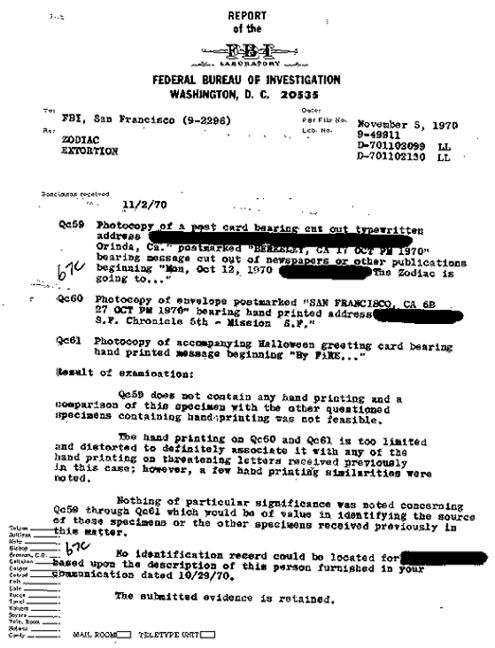 REPORT
of the
FBI
LABORATORY
FEDERAL BUREAU OF INVESTIGATION
WASHINGTON, D. C. 20535
To: FBI, San Francisco (9-2296)
Date: November 5, 1970
FBI File No. 9-49911
Lab. No. D-701102099 LL
D-701102130 LL
Re: ZODIAC
EXTORTION
Specimens received
11/2/70
Qc59 Photocopy of a post card bearing cut out typewritten
address
Orinda, Ca." postmarked "BERKELEY, CA 17 OCT PM 1970"
bearing message cut out of newspapers or other publications
beginning "Mon, Oct 12, 1970 The Zodiac is
going to..."
b7C
Qc60 Photocopy of envelope postmarked "SAN FRANCISCO, CA 6B
27 OCT PM 1970" bearing hand printed address
S.F. Chronicle 5th - Mission S.F."
Qc61 Photocopy of accompanying Halloween greeting card bearing
hand printed message beginning "By FiRE..."
Result of examination:
Qc59 does not contain any hand printing and a
comparison of this specimen with the other questioned
specimens containing hand printing was not feasible.
The hand printing on Qc60 and Qc61 is too limited
and distorted to definitely associate it with any of the
hand printing on threatening letters received previously
in this case; however, a few hand printing similarities were
noted.
Nothing of particular significance was noted concerning
Qc59 through Qc61 which would be of value in identifying the source
of these specimens or the other specimens received previously in
this matter.
b7C
No identification record could be located for
based upon the description of this person furnished in your
communication dated 10/29/70.
The submitted evidence is retained.
Tolson
Sullivan
Mohr
Bishop
Brennan, C.D.
Callahan
Casper
Conrad
Felt
Gale
Rosen
Tavel
Walters
Soyars
Tele. Room
Holmes
Gandy
MAIL ROOM TELETYPE UNIT